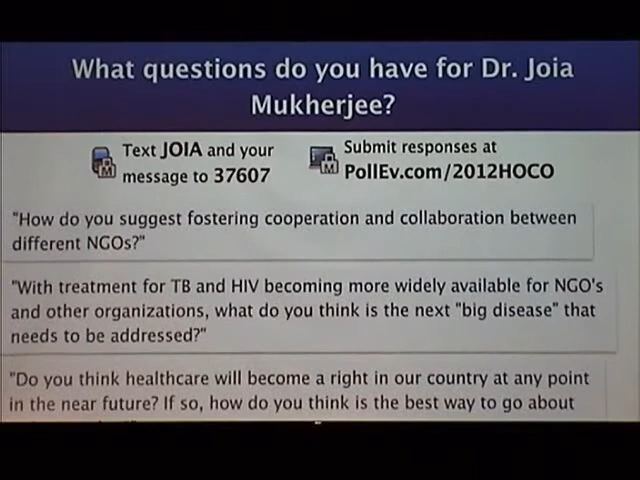 What questions do you have for Dr. Joia
Mukherjee?
Text JOIA and your
message to 37607
Submit responses at
PollEv.com/2012HOCO
"How do you suggest fostering cooperation and collaboration between
different NGOs?"
"With treatment for TB and HIV becoming more widely available for NGO's
and other organizations, what do you think is the next "big disease" that
needs to be addressed?"
"Do you think healthcare will become a right in our country at any point
in the near future? If so, how do you think is the best way to go about